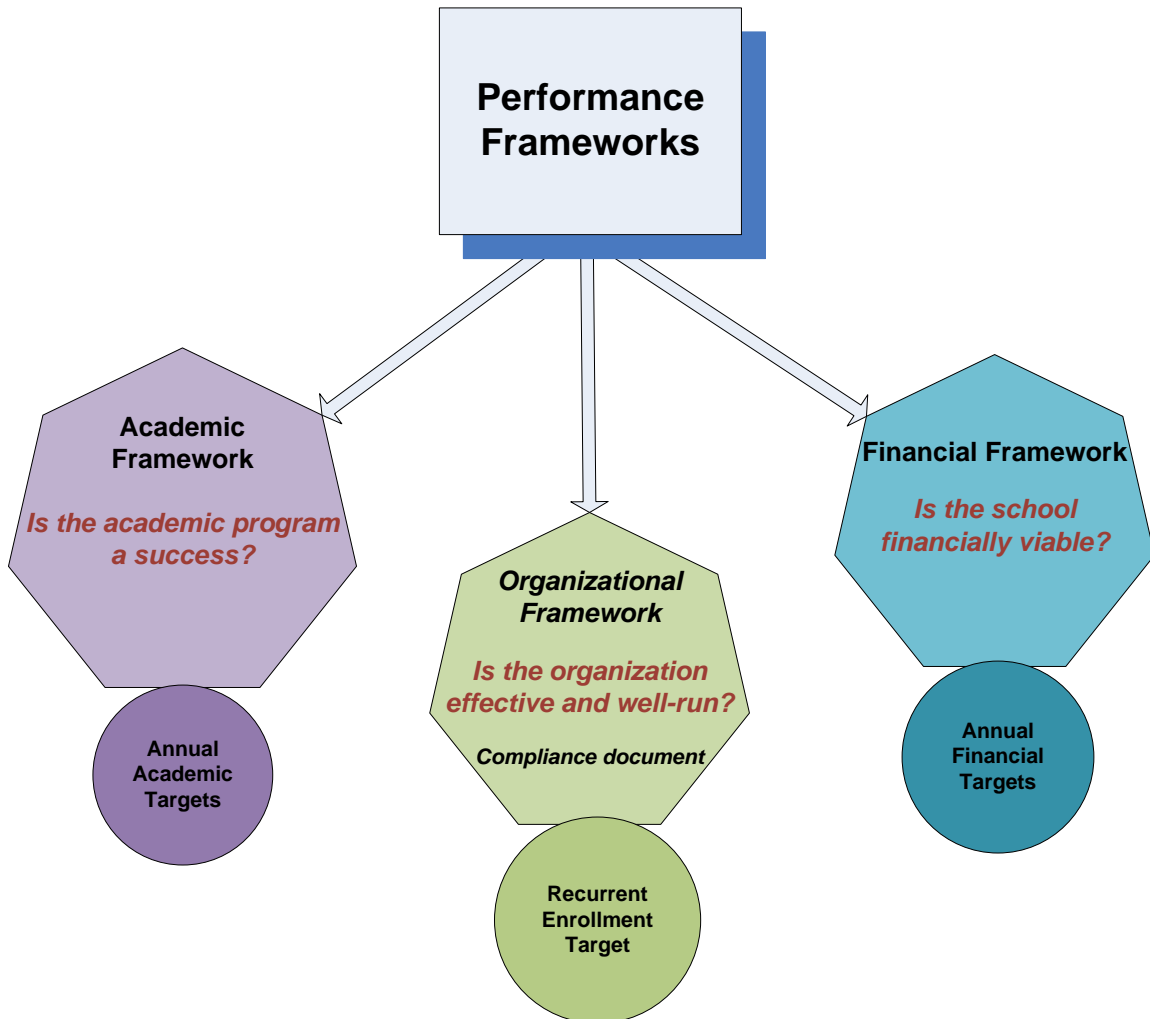 Performance
Frameworks
Academic
Framework
Is the academic program
a success?
Annual
Academic
Targets
Organizational
Framework
Is the organization
effective and well-run?
Compliance document
Recurrent
Enrollment
Target
Financial Framework
Is the school
financially viable?
Annual
Financial
Targets